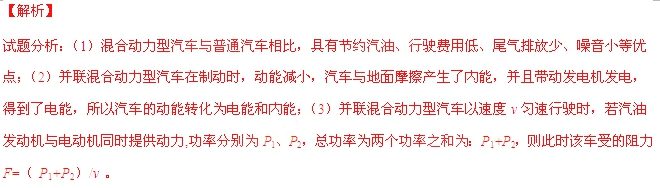 【解析】
试题分析：（1）混合动力型汽车与普通汽车相比，具有节约汽油、行驶费用低、尾气排放少、噪音小等优
点；（2）并联混合动力型汽车在制动时，动能减小，汽车与地面摩擦产生了内能，并且带动发电机发电，
得到了电能，所以汽车的动能转化为电能和内能；（3）并联混合动力型汽车以速度 v 匀速行驶时，若汽油
发动机与电动机同时提供动力,功率分别为 P₁、P₂，总功率为两个功率之和为：P₁+P₂，则此时该车受的阻力
F=（ P₁+P₂）/v 。